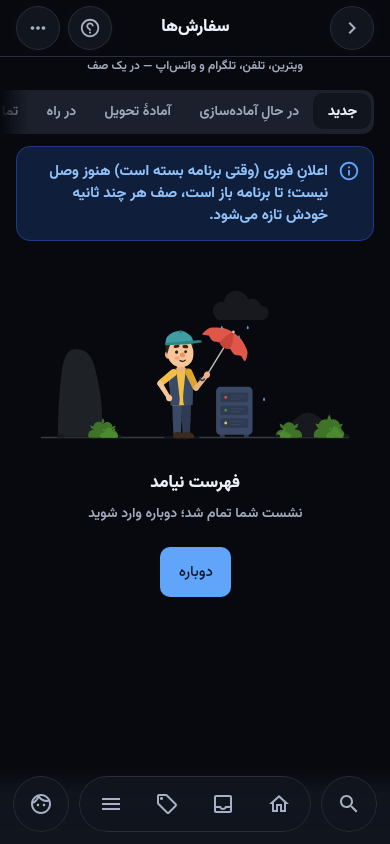 سفارش‌ها
ویترین، تلفن، تلگرام و واتس‌اپ — در یک صف
جدید
در حالِ آماده‌سازی
آمادهٔ تحویل
در راه
اعلانِ فوری (وقتی برنامه بسته است) هنوز وصل
نیست؛ تا برنامه باز است، صف هر چند ثانیه
خودش تازه می‌شود.
فهرست نیامد
نشست شما تمام شد؛ دوباره وارد شوید
دوباره